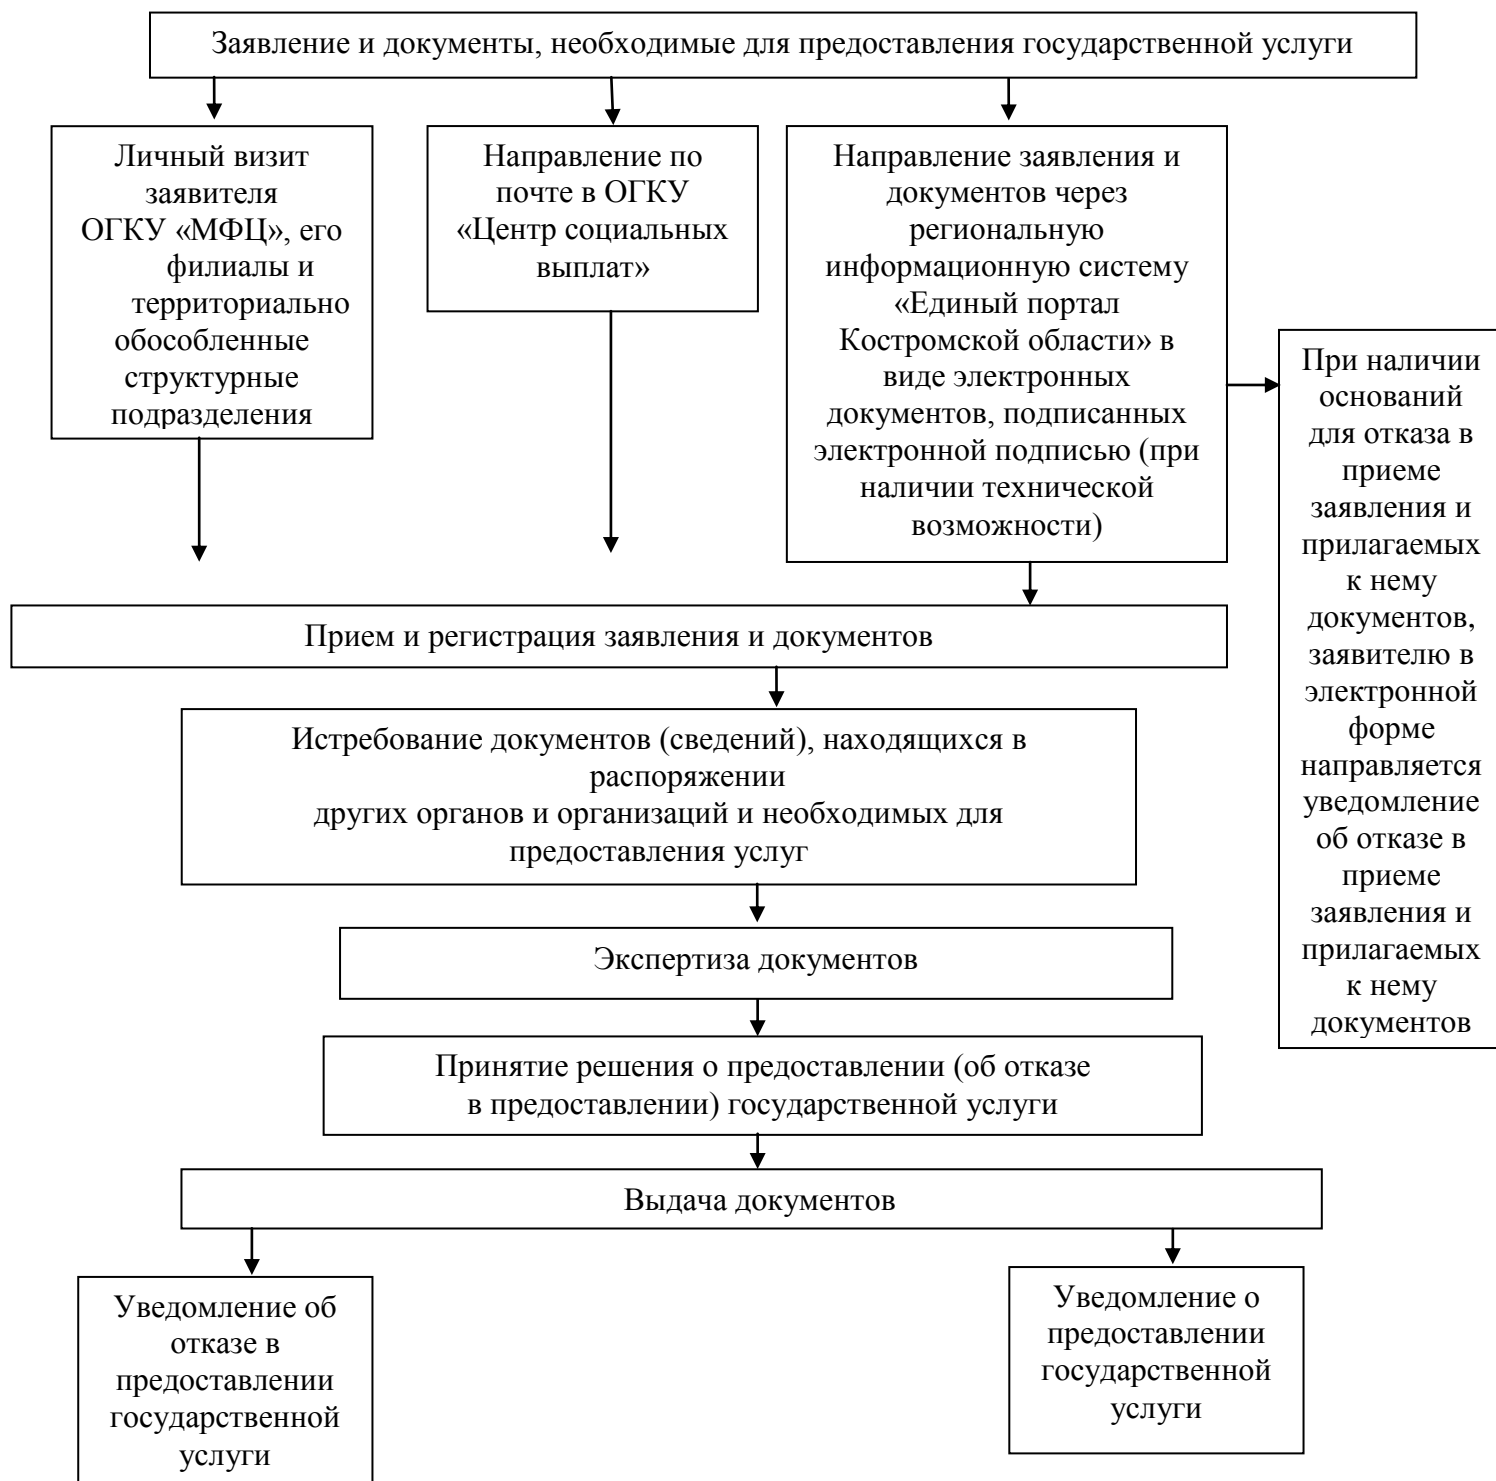 Заявление и документы, необходимые для предоставления государственной услуги
Личный визит
заявителя
ОГКУ «МФЦ», его
филиалы и
территориально
обособленные
структурные
подразделения
Направление по
почте в ОГКУ
«Центр социальных
выплат»
Направление заявления и
документов через
региональную
информационную систему
«Единый портал
Костромской области» в
виде электронных
документов, подписанных
электронной подписью (при
наличии технической
возможности)
При наличии
оснований
для отказа в
приеме
заявления и
прилагаемых
к нему
документов,
заявителю в
электронной
форме
направляется
уведомление
об отказе в
приеме
заявления и
прилагаемых
к нему
документов
Прием и регистрация заявления и документов
Истребование документов (сведений), находящихся в
распоряжении
других органов и организаций и необходимых для
предоставления услуг
Экспертиза документов
Принятие решения о предоставлении (об отказе
в предоставлении) государственной услуги
Выдача документов
Уведомление об
отказе в
предоставлении
государственной
услуги
Уведомление о
предоставлении
государственной
услуги